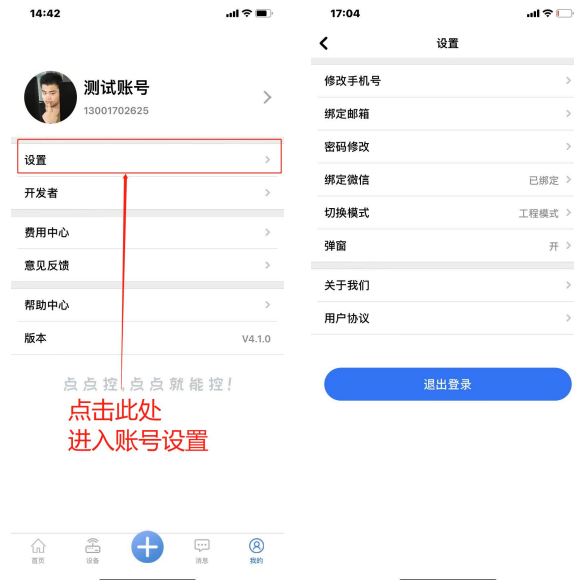 14:42
测试账号
13001702625
设置
开发者
费用中心
意见反馈
帮助中心
版本 V4.1.0
点点控,点点就能控!
点击此处
进入账号设置
首页 设备 消息 我的
17:04
设置
修改手机号
绑定邮箱
密码修改
绑定微信 已绑定
切换模式 工程模式
弹窗 开
关于我们
用户协议
退出登录